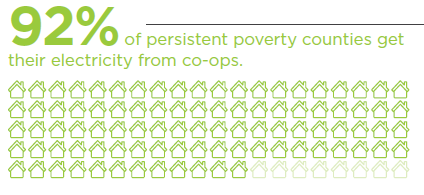 92% of persistent poverty counties get
their electricity from co-ops.